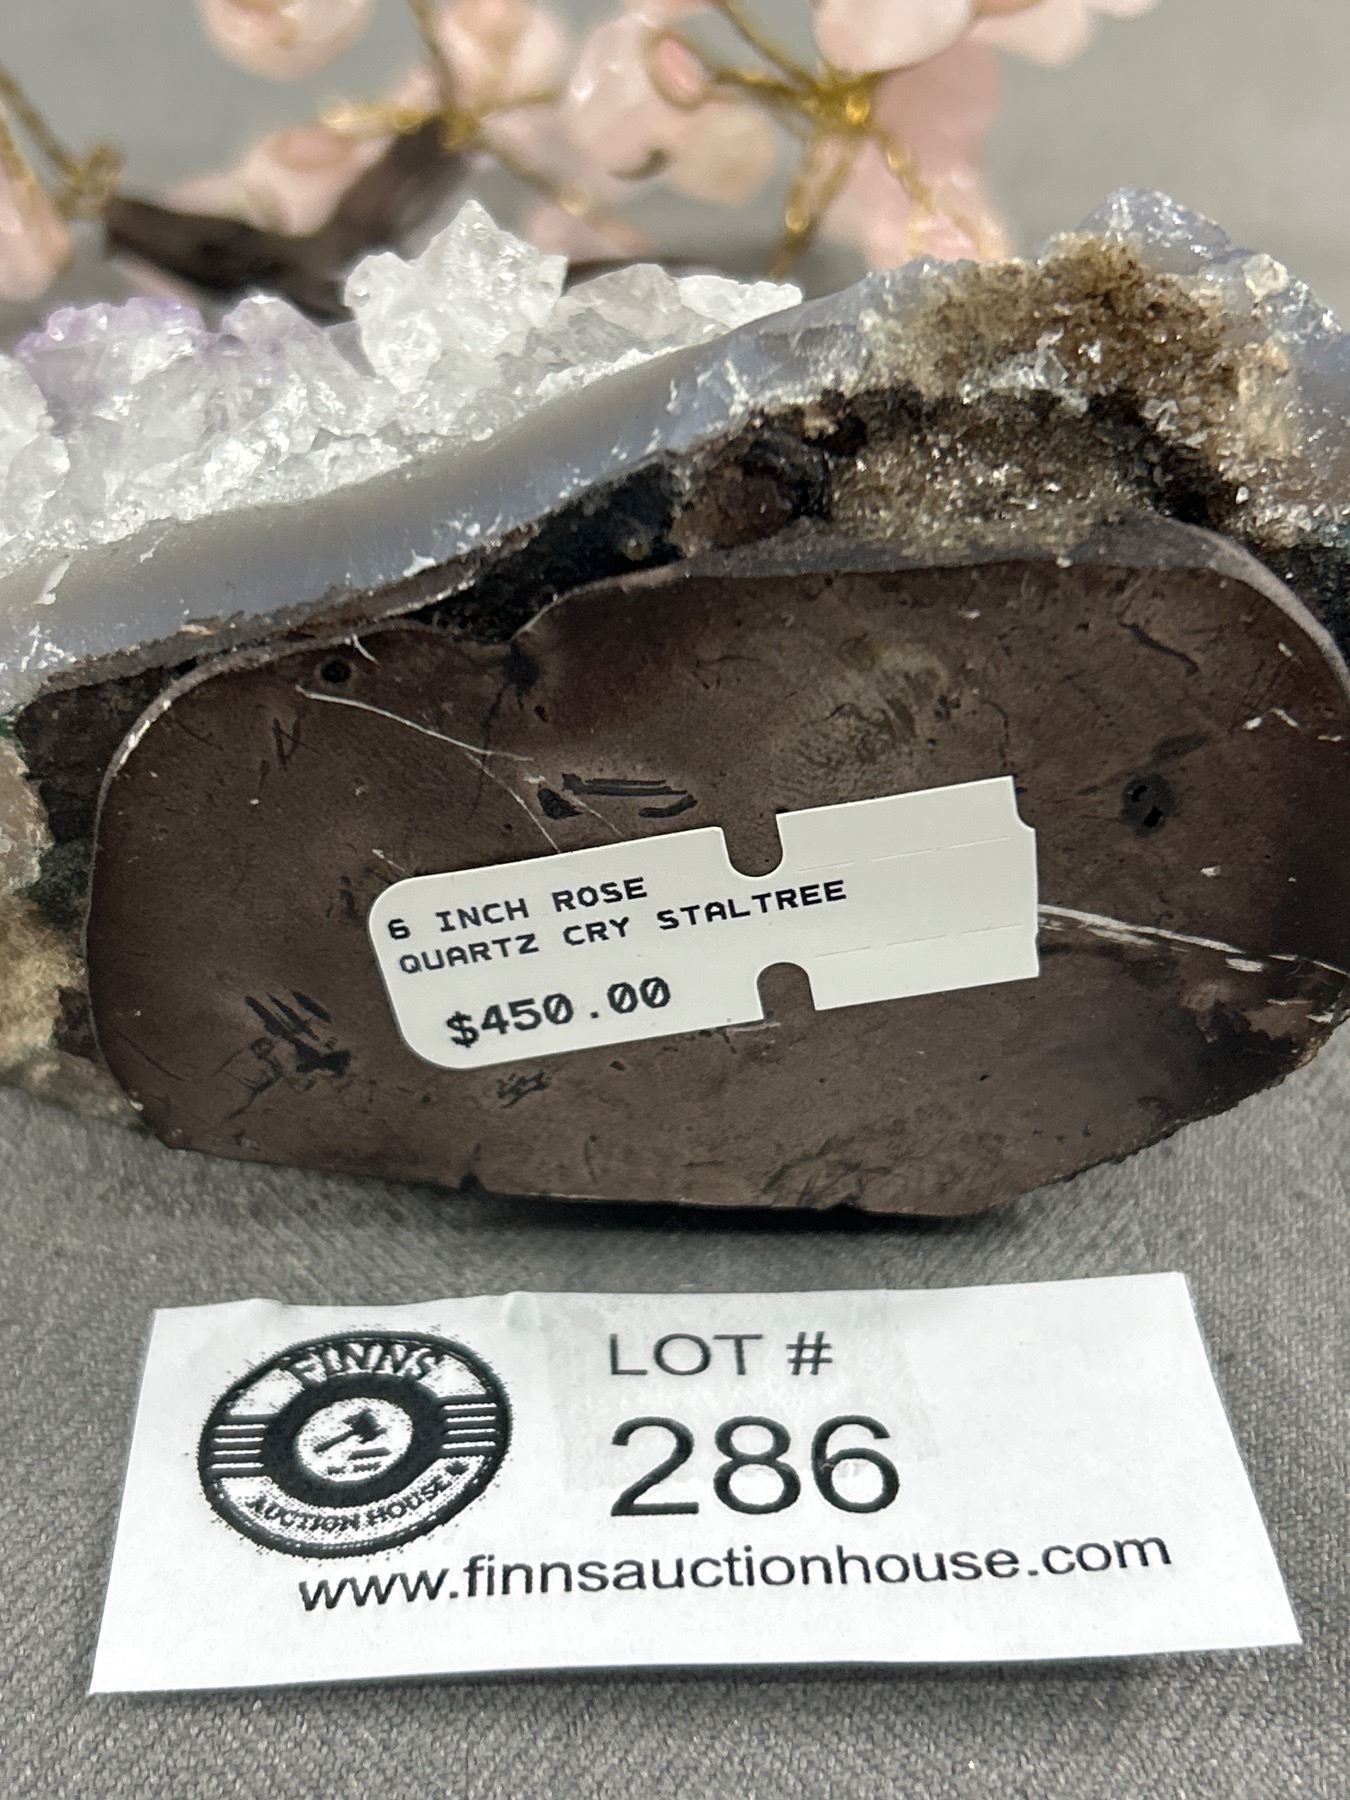 6 INCH ROSE
QUARTZ CRY STALTREE
$450.00
LOT #
FINNS
286
AUCTION HOUSE
www.finnsauctionhouse.com